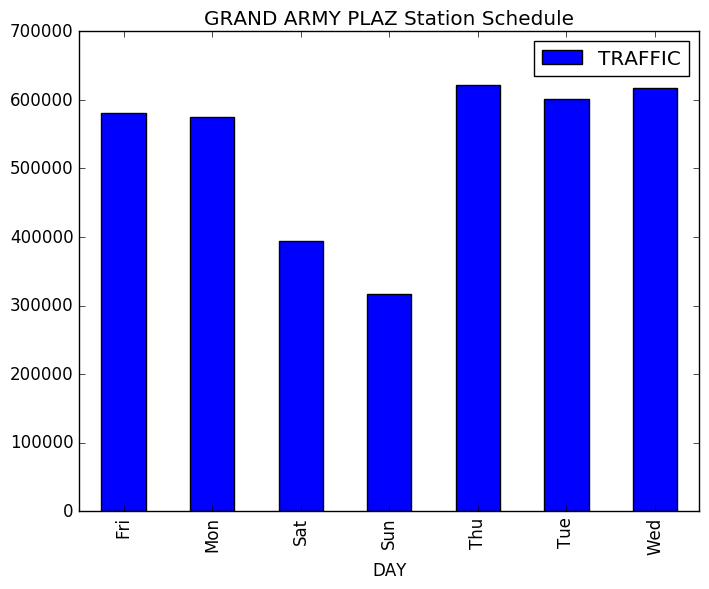 GRAND ARMY PLAZ Station Schedule
700000
600000
500000
400000
300000
200000
100000
0
TRAFFIC
Fri
Mon
Sat
Sun
Thu
Tue
Wed
DAY